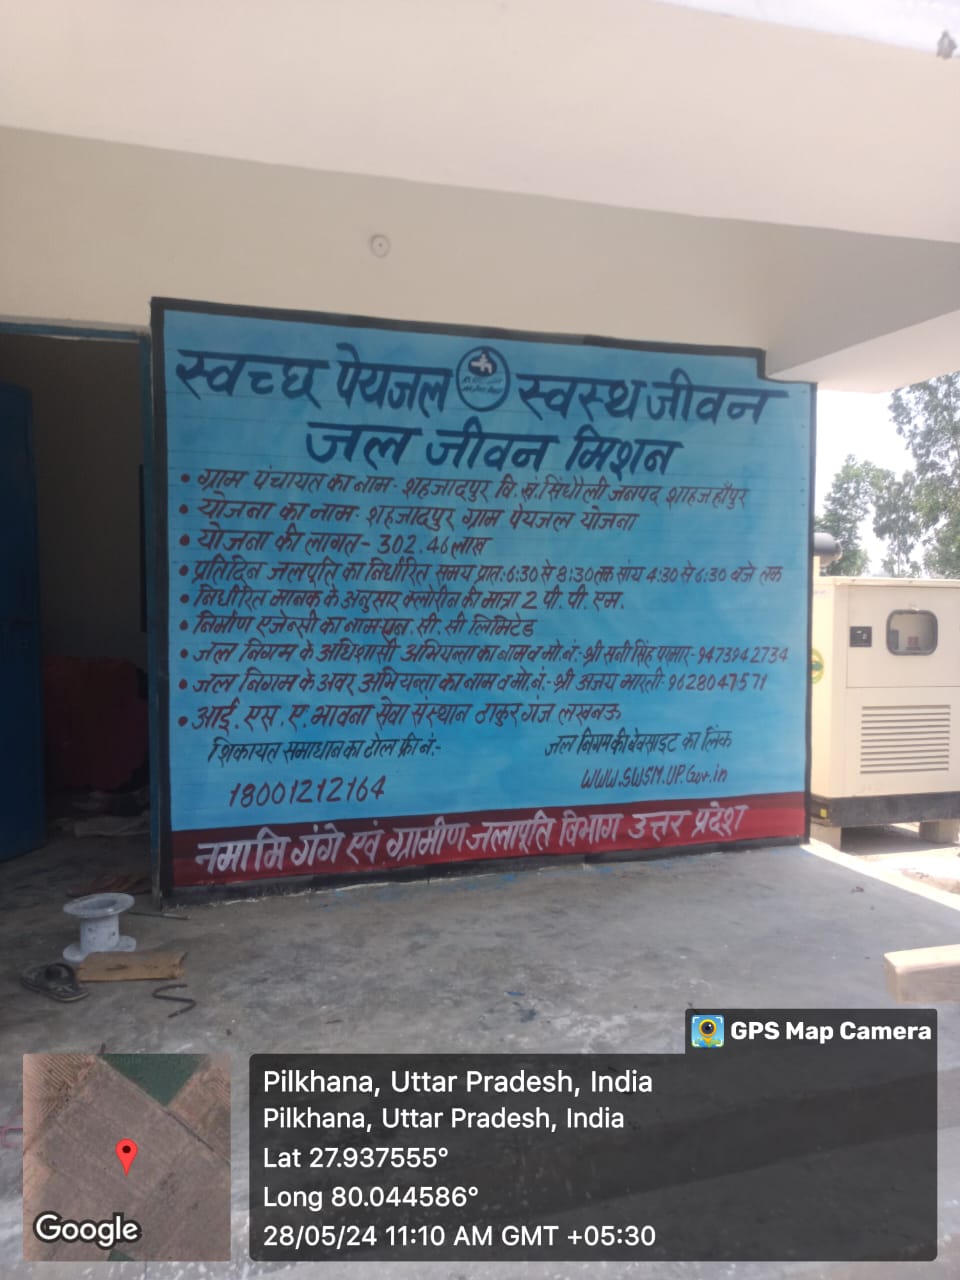 स्वच्छ पेयजल स्वस्थ जीवन
जल जीवन मिशन
• ग्राम पंचायत का नाम- शहजादपुर वि. खं. सिंधौली जनपद शाहजहाँपुर
• योजना का नाम- शहजादपुर ग्राम पेयजल योजना
• योजना की लागत- 302.46 लाख
• प्रतिदिन जलपूर्ति का निर्धारित समय प्रात: 6:30 से 8:30 तक सांय 4:30 से 6:30 बजे तक
• निर्धारित मानक के अनुसार क्लोरीन की मात्रा 2 पी. पी. एम.
• निर्माण एजेन्सी का नाम- एन. सी. सी लिमिटेड
• जल निगम के अधिशासी अभियन्ता का नाम व मो. नं:- श्री सनी सिंह परमार- 9473942734
• जल निगम के अवर अभियन्ता का नाम व मो. नं:- श्री अजय भारती
• आई. एस. ए. भावना सेवा संस्थान ठाकुर गंज लखनऊ
शिकायत समाधान का टोल फ्री नं:- जल निगम की वेबसाइट का लिंक
18001212164 www.swsm.up.Gov.in
नमामि गंगे एवं ग्रामीण जलापूर्ति विभाग उत्तर प्रदेश
GPS Map Camera
Pilkhana, Uttar Pradesh, India
Pilkhana, Uttar Pradesh, India
Lat 27.937555°
Long 80.044586°
28/05/24 11:10 AM GMT +05:30
Google